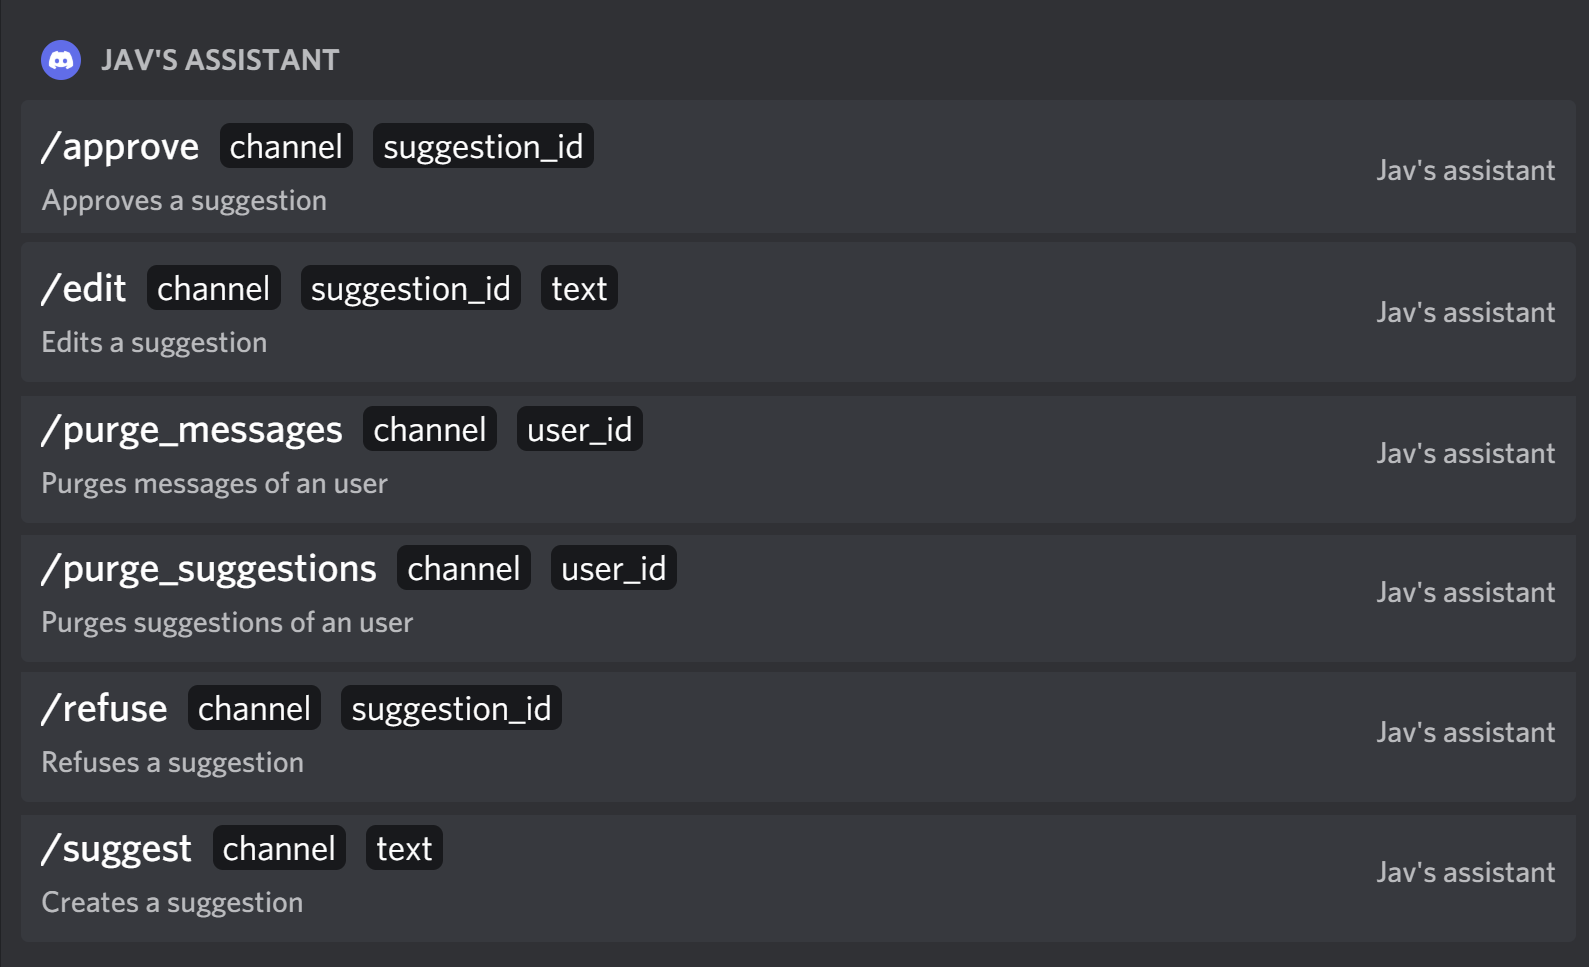 JAV'S ASSISTANT
/approve channel suggestion_id
Approves a suggestion
Jav's assistant
/edit channel suggestion_id text
Edits a suggestion
Jav's assistant
/purge_messages channel user_id
Purges messages of an user
Jav's assistant
/purge_suggestions channel user_id
Purges suggestions of an user
Jav's assistant
/refuse channel suggestion_id
Refuses a suggestion
Jav's assistant
/suggest channel text
Creates a suggestion
Jav's assistant